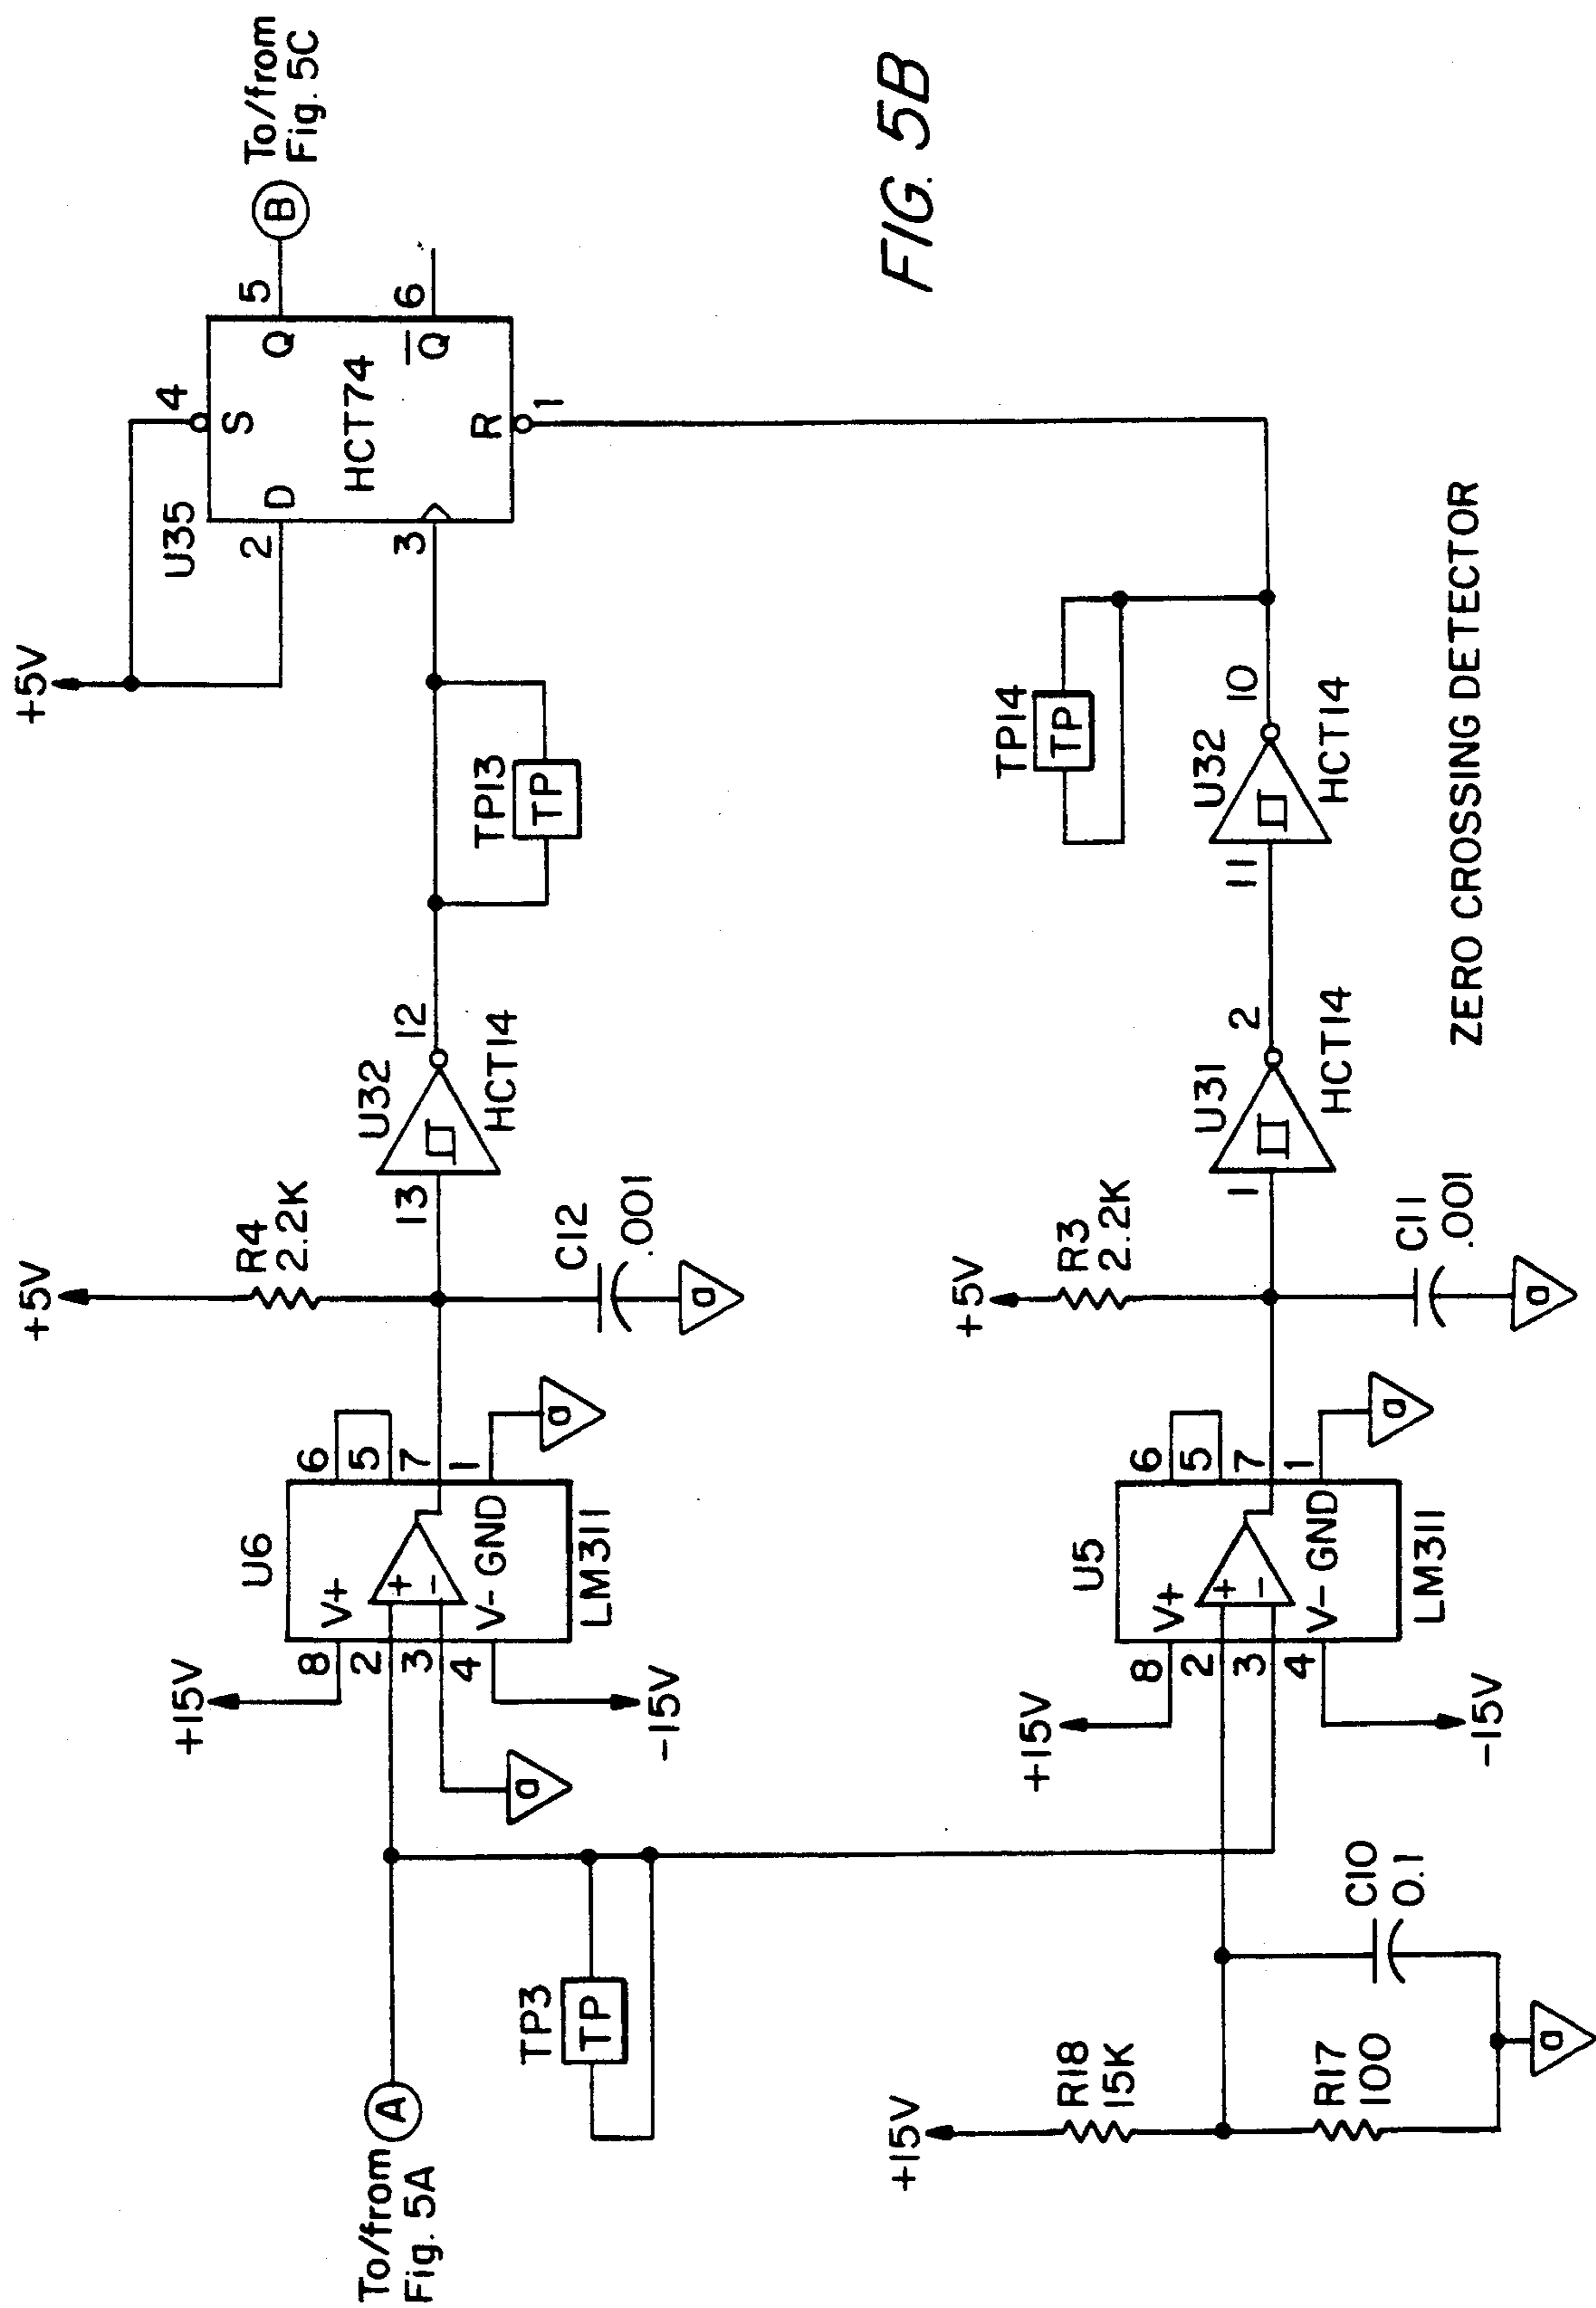 +5V
U35
4
S
2
D
Q
5
B
To/from
Fig. 5C
HCT74
3
Q
6
R
1
+15V
U6
8
V+
6
2
+
5
3
-
7
4
V-
GND
1
LM311
-15V
a
a
+5V
R4
2.2K
C12
.001
a
13
U32
12
HCT14
TP13
TP
To/from
Fig. 5A
A
TP3
TP
FIG. 5B
+15V
R18
15K
R17
100
C10
0.1
a
+15V
U5
8
V+
6
2
+
5
3
-
7
4
V-
GND
1
LM311
-15V
a
+5V
R3
2.2K
C11
.001
a
1
U31
2
HCT14
11
U32
10
HCT14
TP14
TP
ZERO CROSSING DETECTOR